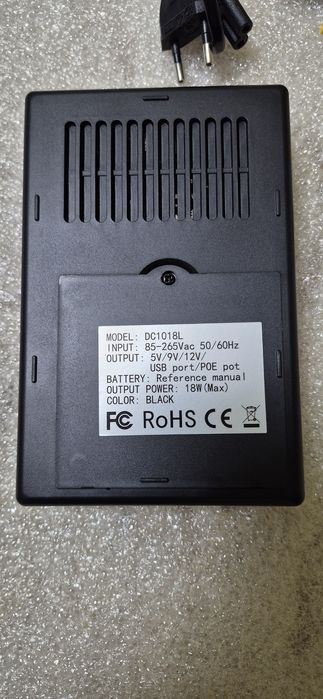 MODEL: DC1018L
INPUT: 85-265Vac 50/60Hz
OUTPUT: 5V/9V/12V/
USB port/POE pot
BATTERY: Reference manual
OUTPUT POWER: 18W(Max)
COLOR: BLACK
FC RoHS CE